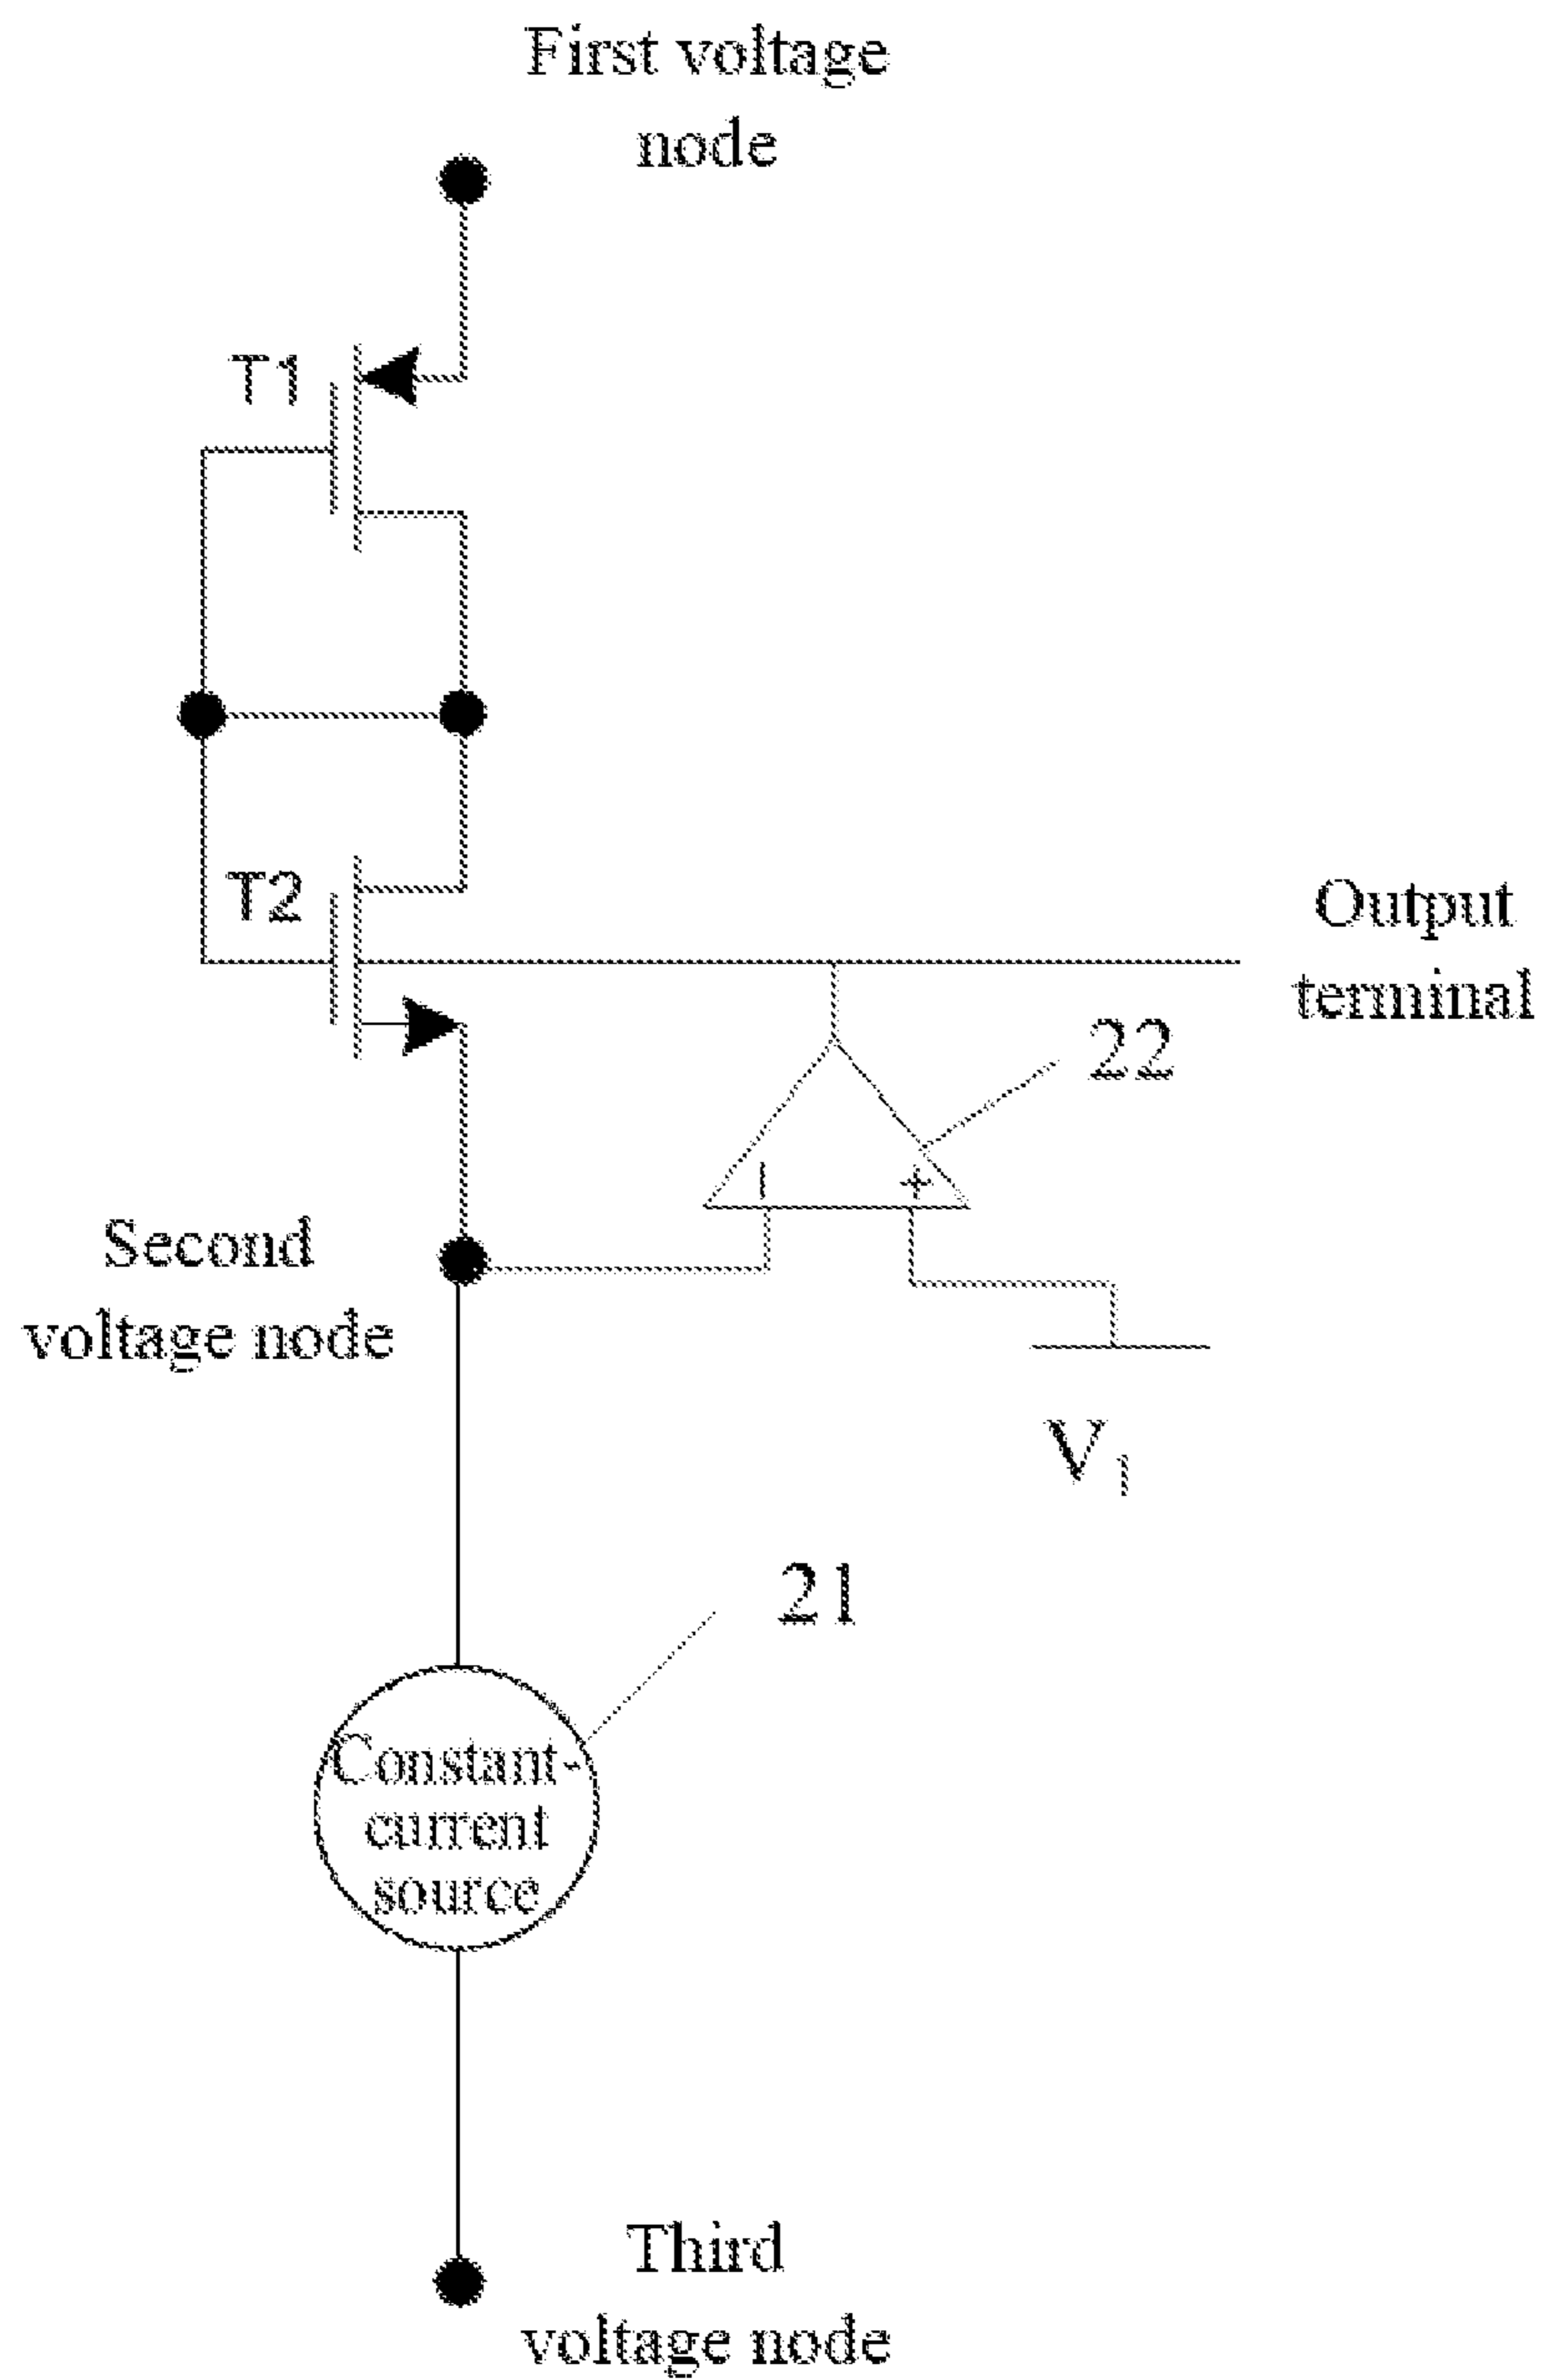 First voltage
node
T1
T2
Output
terminal
22
- +
Second
voltage node
V1
21
Constant-
current
source
Third
voltage node